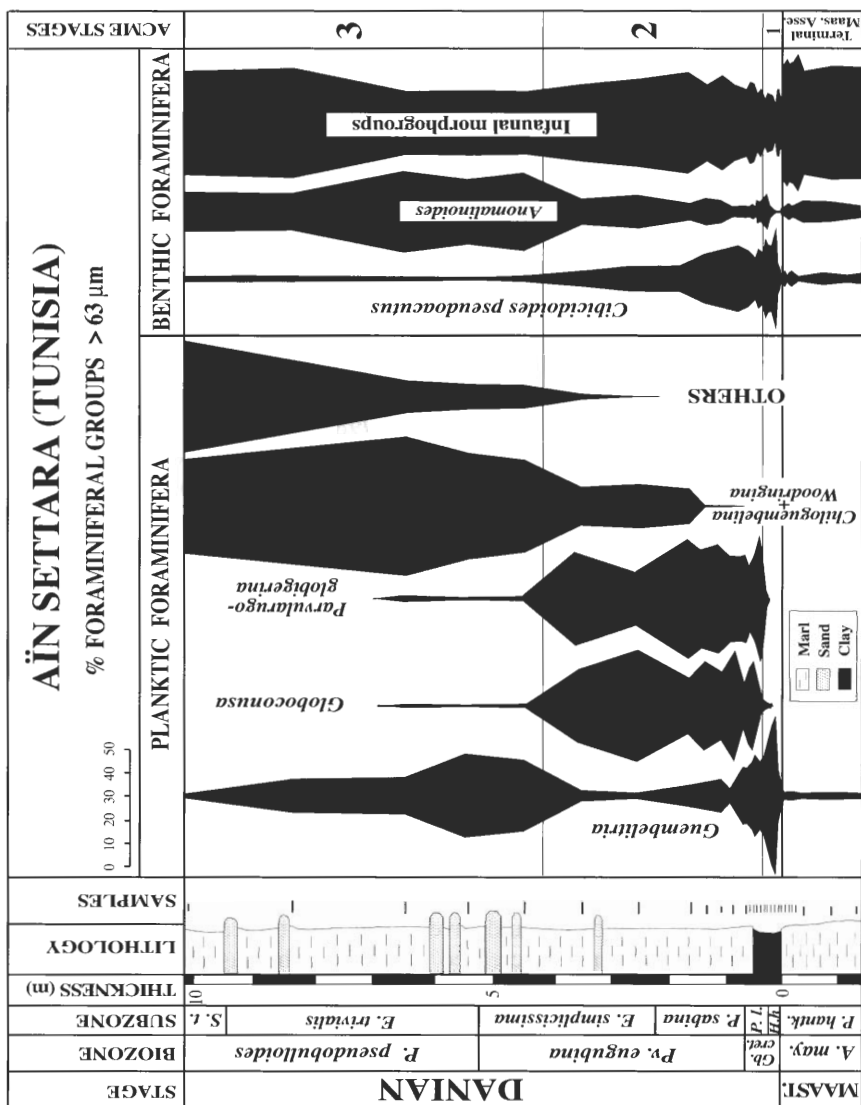 AÏN SETTARA (TUNISIA)
% FORAMINIFERAL GROUPS >63 µm
0 10 20 30 40 50
STAGE
BIOZONE
SUBZONE
THICKNESS (m)
LITHOLOGY
SAMPLES
PLANKTIC FORAMINIFERA
BENTHIC FORAMINIFERA
ACME STAGES
DANIAN
MAAST.
P. pseudobulloides
Pv. eugubina
Gb.
cret.
A. may.
S. t.
E. trivialis
E. simplicissima
P. sabina
P. l.
H.h
P. hank.
10
5
0
Guembelitria
Globoconusa
Parvularugo-
globigerina
Chiloguembelina
+
Woodringina
OTHERS
Cibicidoides pseudoacutus
Anomalinoides
Infaunal morphogroups
3
2
1
Terminal
Maas. Asse.
Marl
Sand
Clay